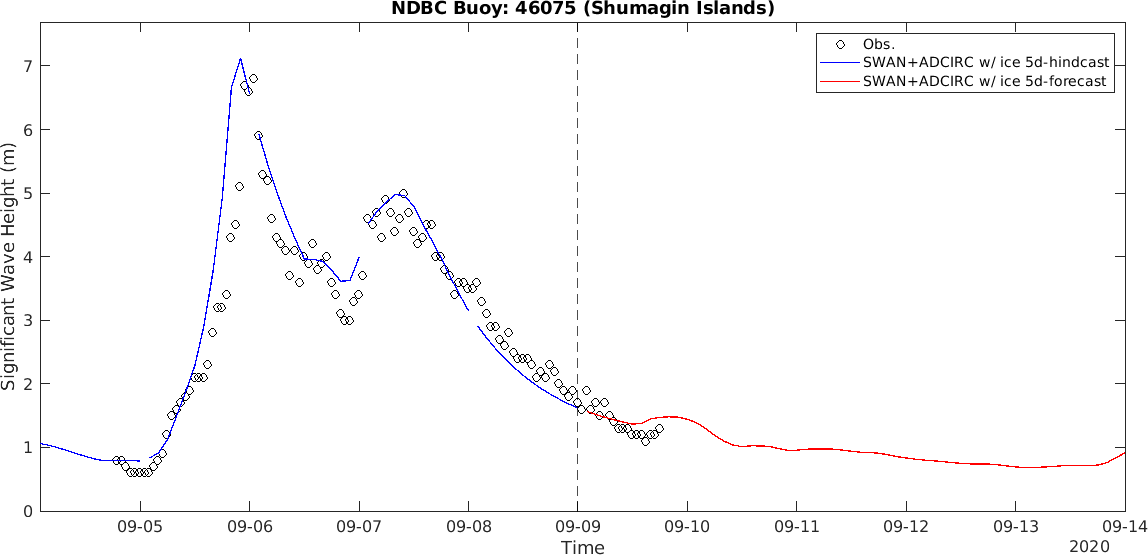 NDBC Buoy: 46075 (Shumagin Islands)
Obs.
SWAN+ADCIRC w/ ice 5d-hindcast
SWAN+ADCIRC w/ ice 5d-forecast
Significant Wave Height (m)
7
6
5
4
3
2
1
0
09-05 09-06 09-07 09-08 09-09 09-10 09-11 09-12 09-13 09-14
Time
2020